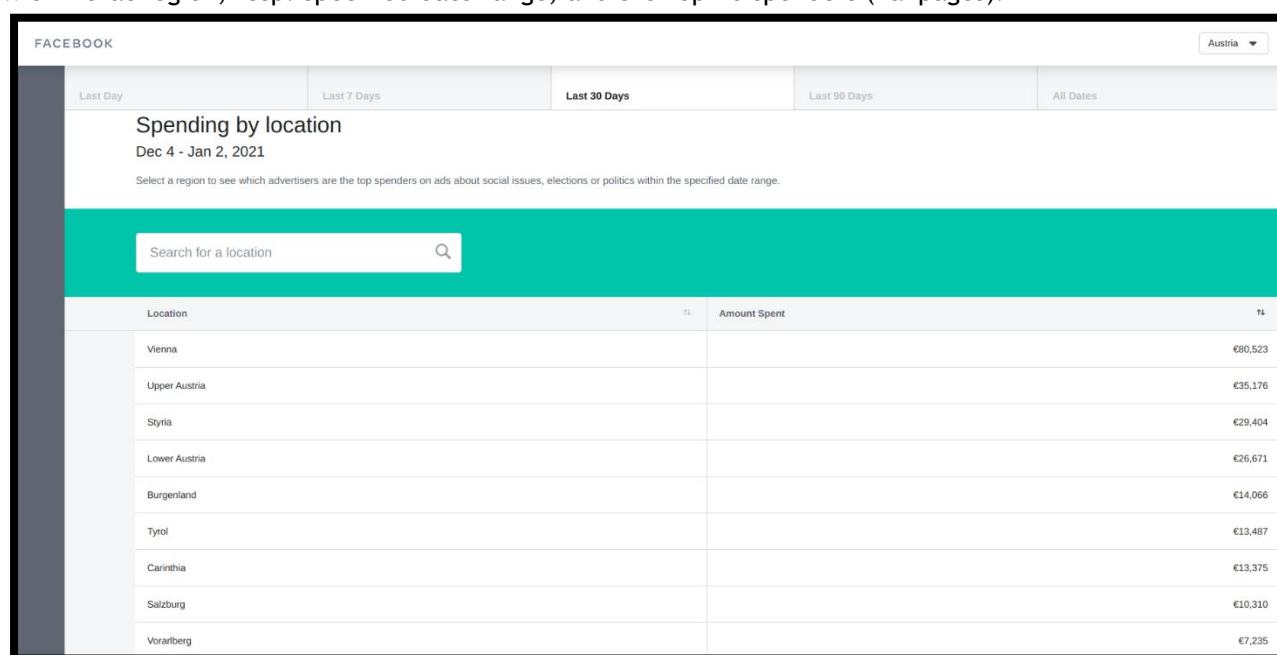 FACEBOOK
Austria
Last Day
Last 7 Days
Last 30 Days
Last 90 Days
All Dates
Spending by location
Dec 4 - Jan 2, 2021
Select a region to see which advertisers are the top spenders on ads about social issues, elections or politics within the specified date range.
Search for a location
Location Amount Spent
Vienna €80,523
Upper Austria €35,176
Styria €29,404
Lower Austria €26,671
Burgenland €14,066
Tyrol €13,487
Carinthia €13,375
Salzburg €10,310
Vorarlberg €7,235